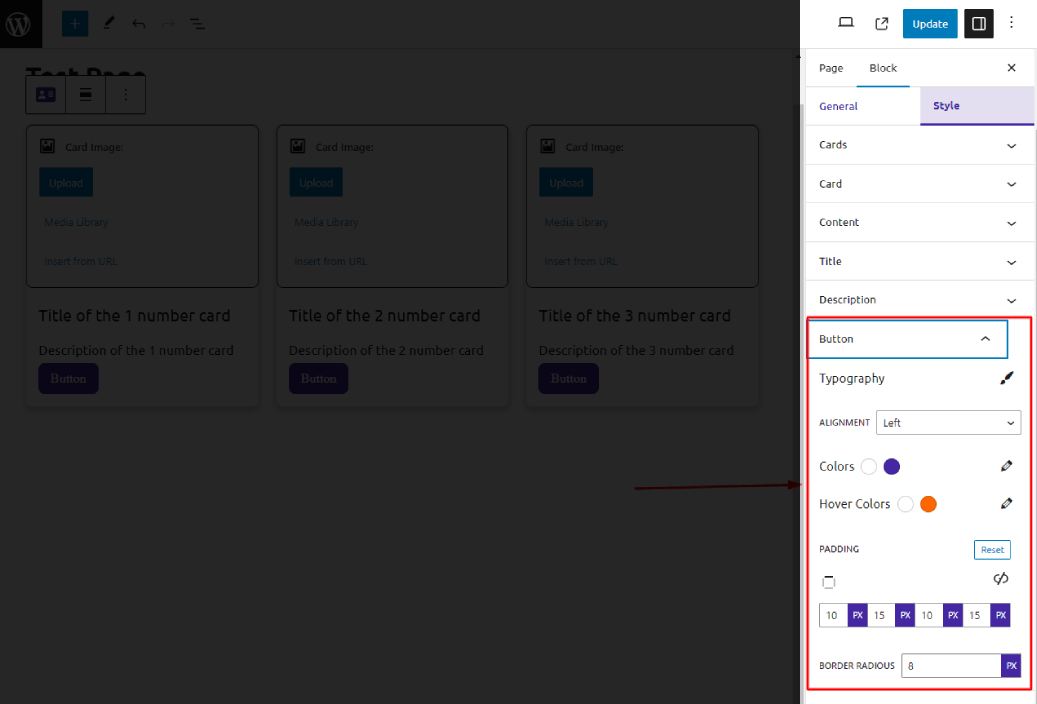 Update
Test Page
Page Block
General Style
Cards
Card
Content
Title
Description
Button
Typography
ALIGNMENT Left
Colors
Hover Colors
PADDING Reset
10 PX 15 PX 10 PX 15 PX
BORDER RADIOUS 8 PX
Card Image:
Upload
Media Library
Insert from URL
Title of the 1 number card
Description of the 1 number card
Button
Card Image:
Upload
Media Library
Insert from URL
Title of the 2 number card
Description of the 2 number card
Button
Card Image:
Upload
Media Library
Insert from URL
Title of the 3 number card
Description of the 3 number card
Button